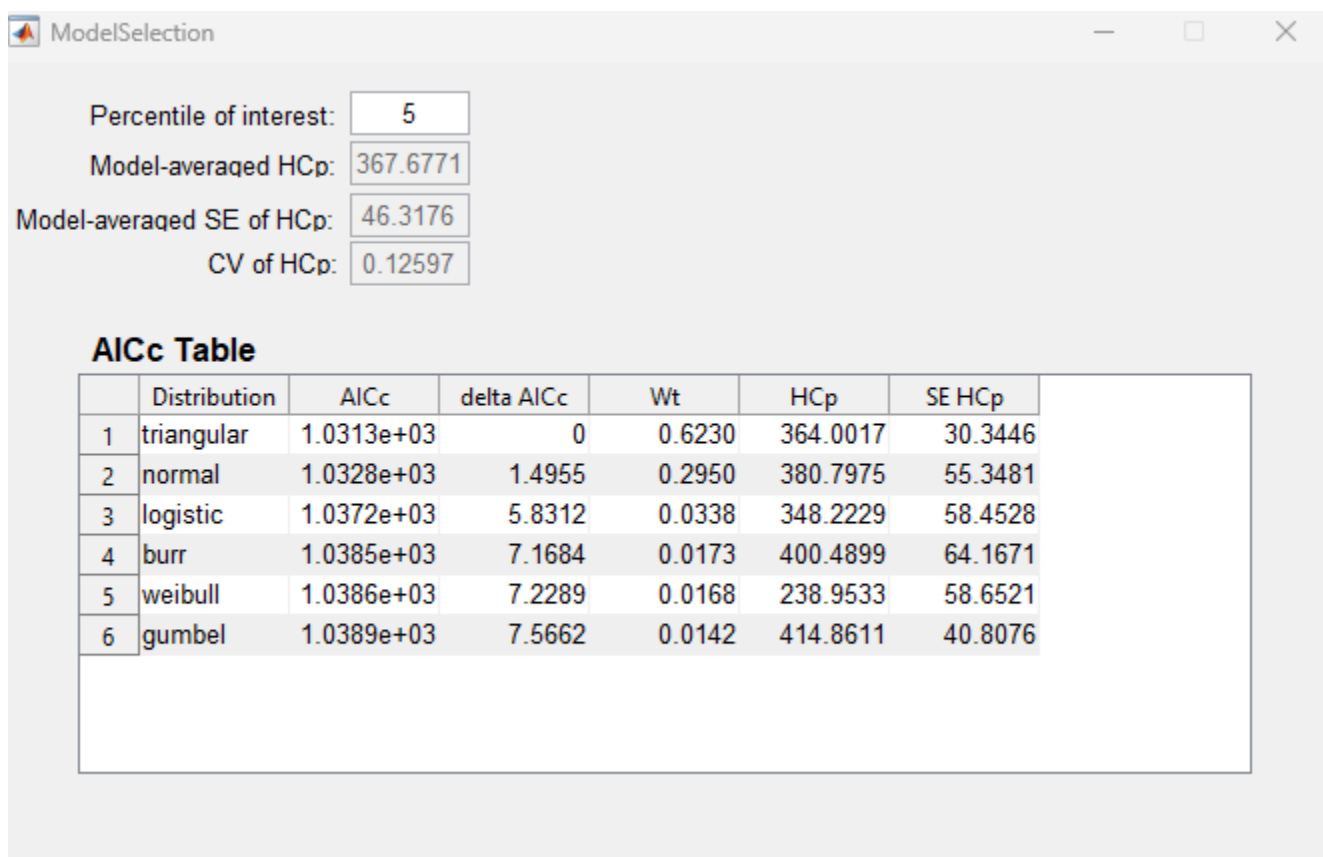 ModelSelection
Percentile of interest: 5
Model-averaged HCp: 367.6771
Model-averaged SE of HCp: 46.3176
CV of HCp: 0.12597
AICc Table
Distribution AICc delta AICc Wt HCp SE HCp
1 triangular 1.0313e+03 0 0.6230 364.0017 30.3446
2 normal 1.0328e+03 1.4955 0.2950 380.7975 55.3481
3 logistic 1.0372e+03 5.8312 0.0338 348.2229 58.4528
4 burr 1.0385e+03 7.1684 0.0173 400.4899 64.1671
5 weibull 1.0386e+03 7.2289 0.0168 238.9533 58.6521
6 gumbel 1.0389e+03 7.5662 0.0142 414.8611 40.8076